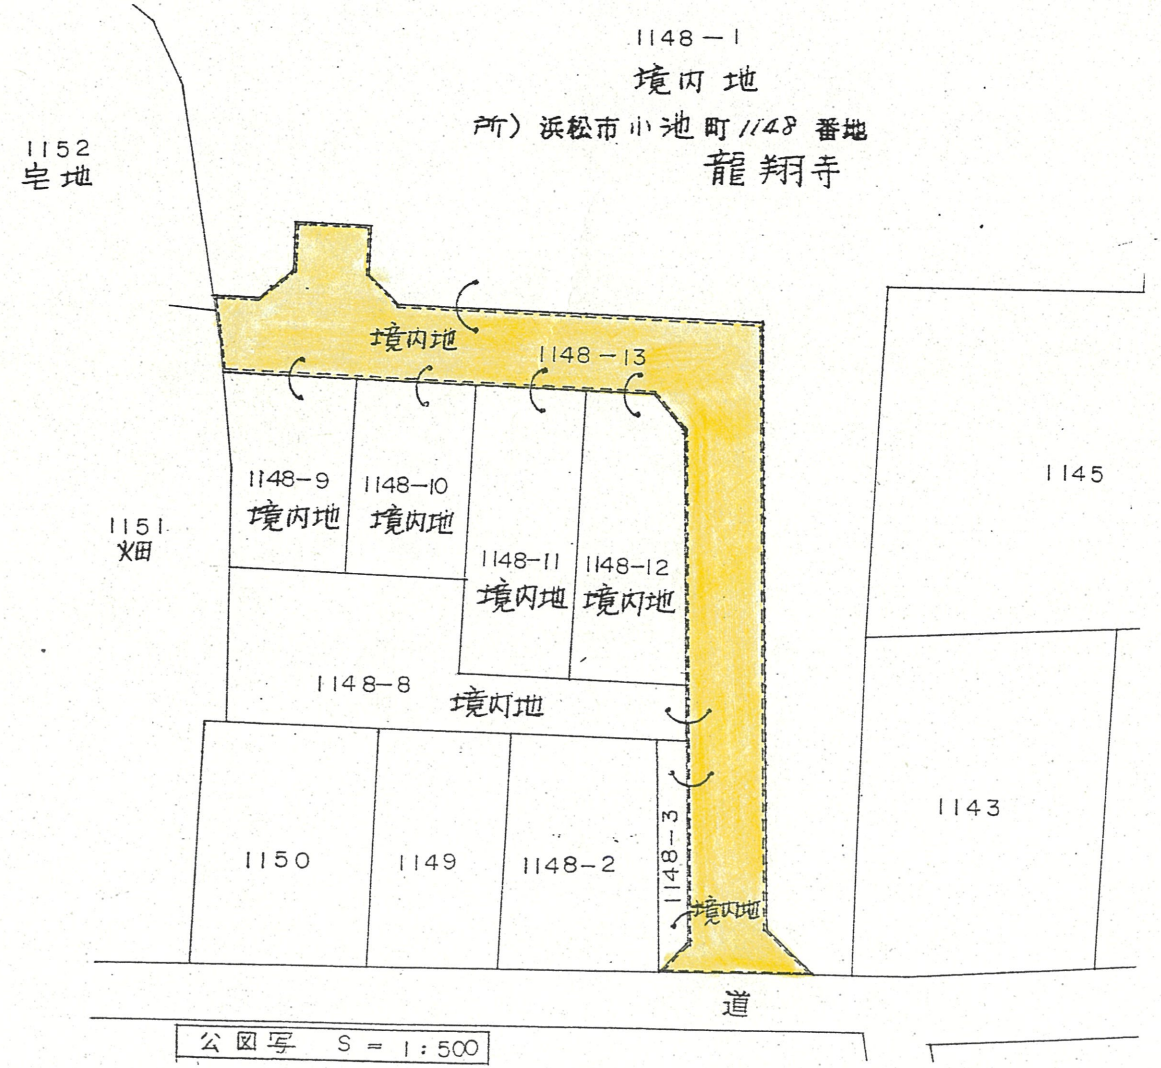 1148-1
境内地
所) 浜松市小池町1148番地
龍翔寺
1152
宅地
境内地
1148-13
1145
1148-9
境内地
1148-10
境内地
1151
畑
1148-11
境内地
1148-12
境内地
1148-8
境内地
1143
1150
1149
1148-2
1148-3
境内地
道
公図写 S=1:500